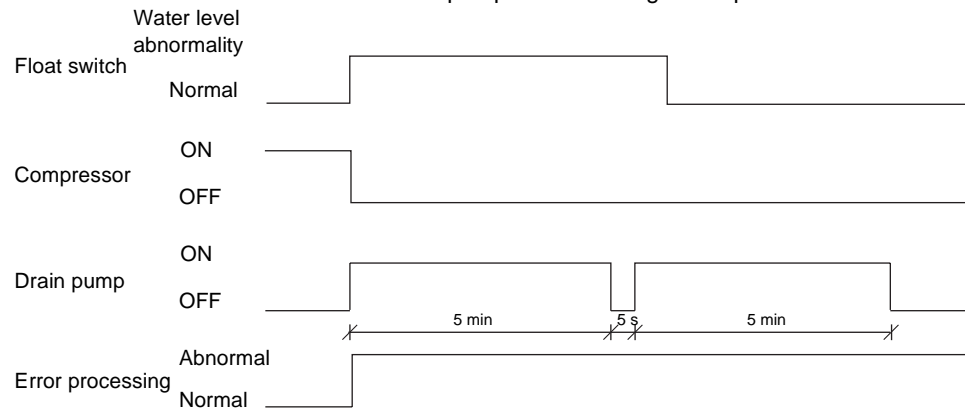 Water level
abnormality
Float switch
Normal
ON
Compressor
OFF
ON
Drain pump
OFF
5 min 5 s 5 min
Abnormal
Error processing
Normal